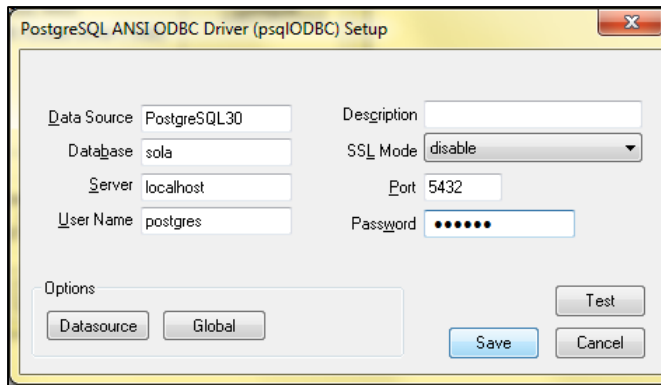 PostgreSQL ANSI ODBC Driver (psqlODBC) Setup
Data Source PostgreSQL30 Description
Database sola SSL Mode disable
Server localhost Port 5432
User Name postgres Password ●●●●●●
Options
Datasource Global
Test
Save Cancel